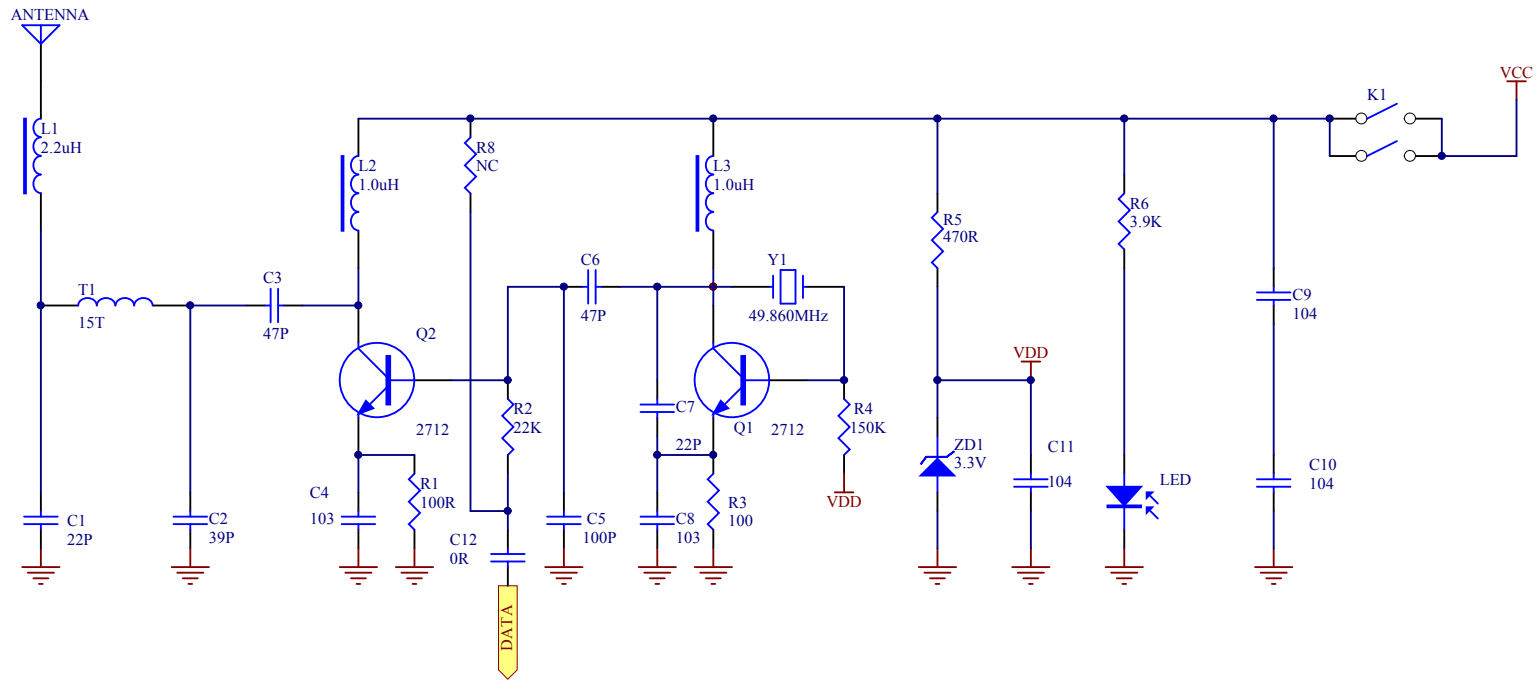 ANTENNA
VCC
K1
L1
2.2uH
R8
NC
L2
1.0uH
L3
1.0uH
R6
3.9K
R5
470R
C6
Y1
C3
T1
C9
104
47P
49.860MHz
15T
47P
Q2
VDD
C7
R2
22K
R4
150K
2712
Q1
2712
22P
ZD1
3.3V
C11
C10
104
R1
100R
LED
104
C4
103
R3
100
VDD
C1
22P
C2
39P
C5
100P
C8
103
C12
0R
DATA